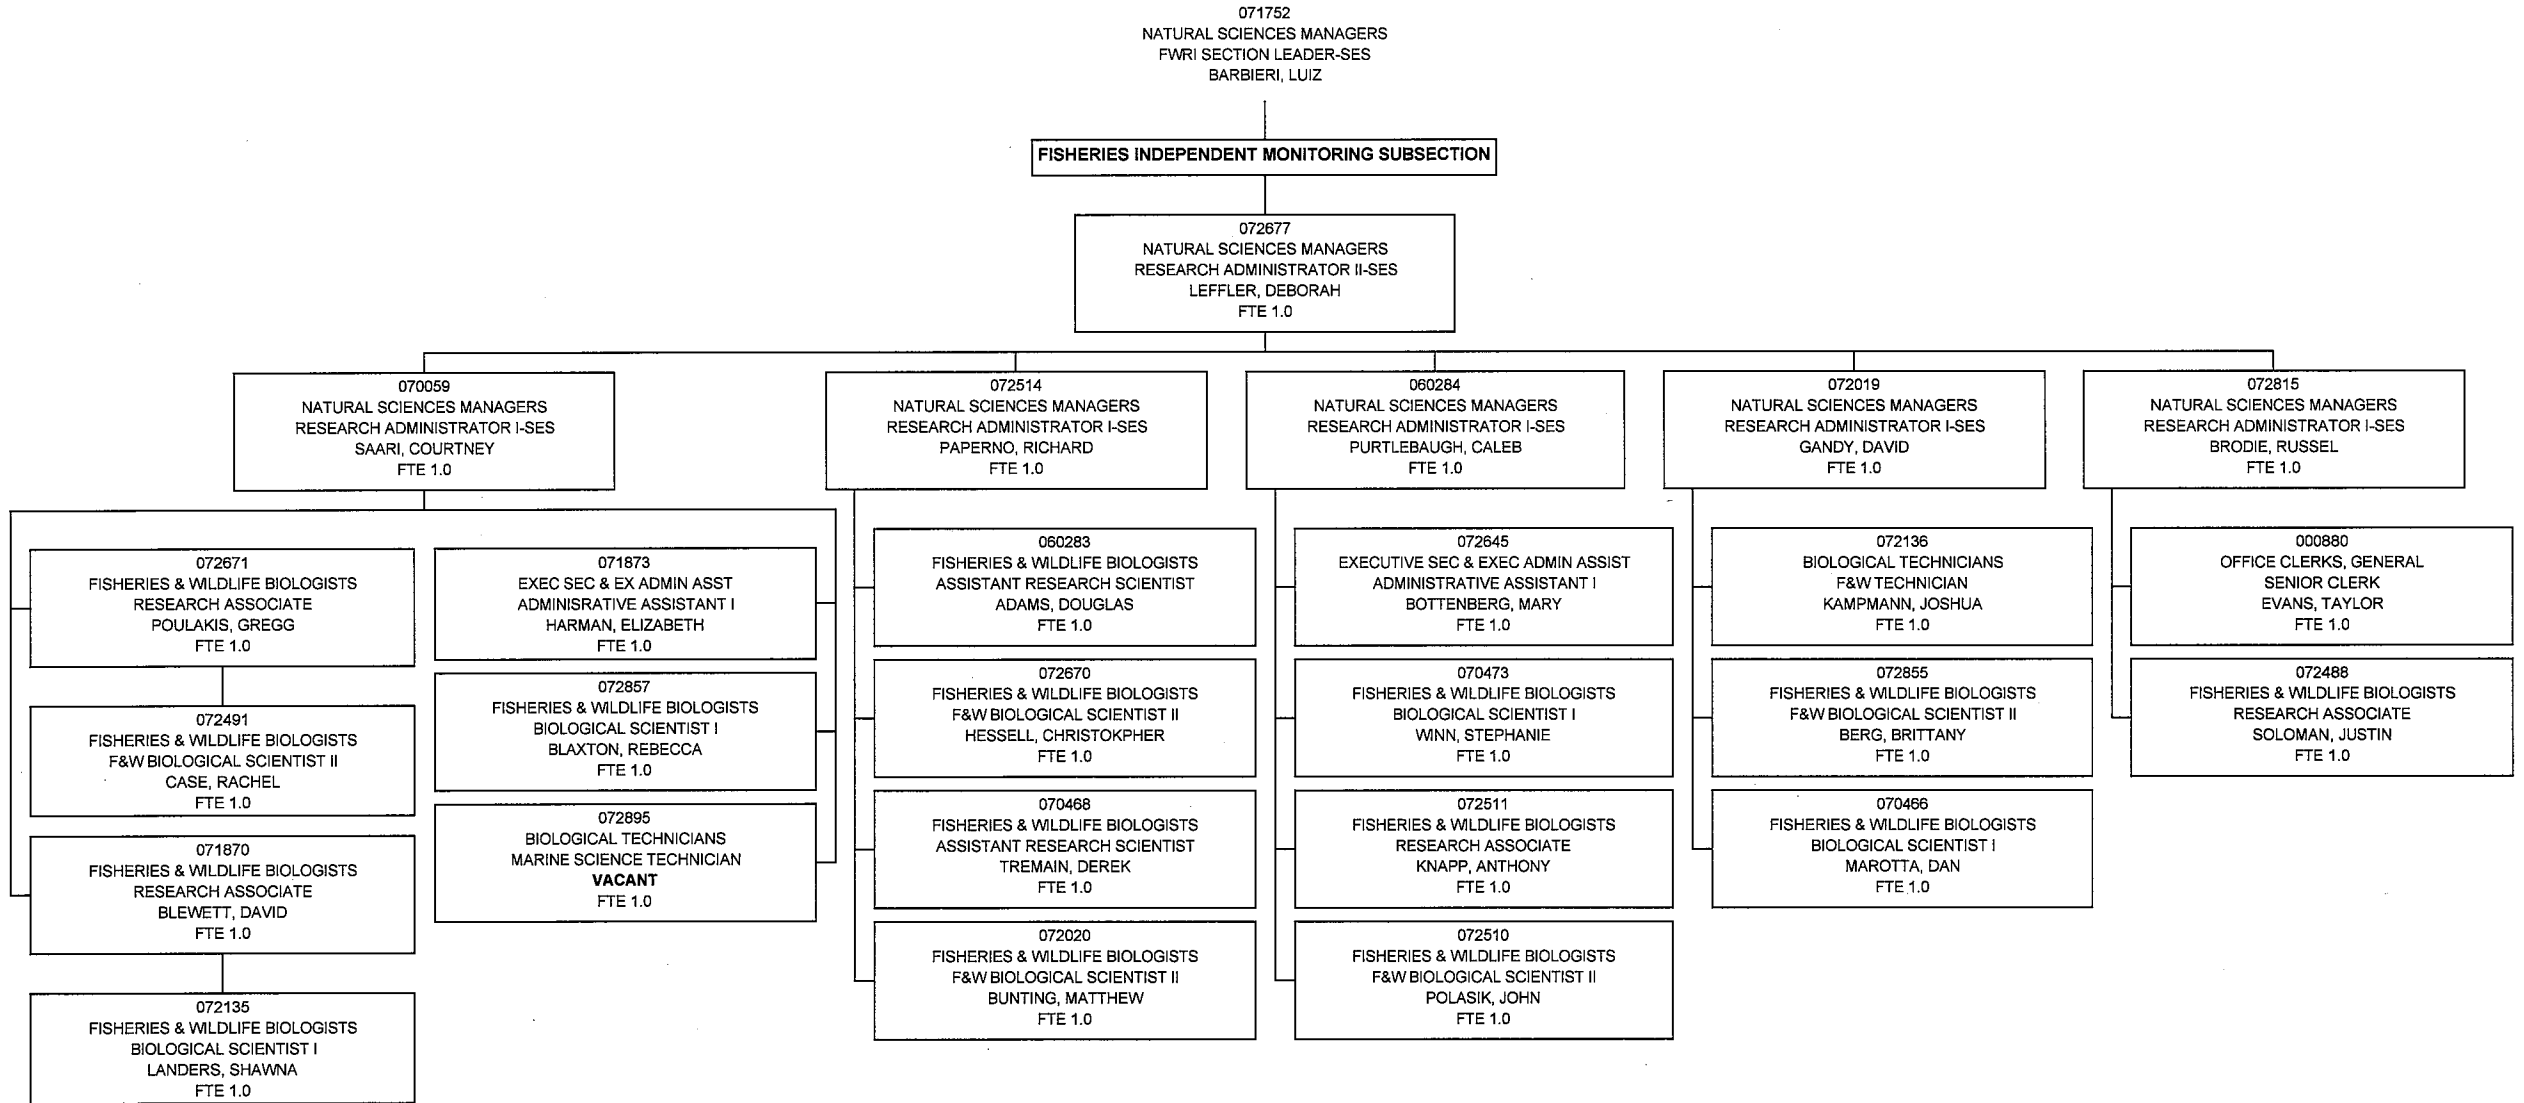 071752
NATURAL SCIENCES MANAGERS
FWRI SECTION LEADER-SES
BARBIERI, LUIZ
FISHERIES INDEPENDENT MONITORING SUBSECTION
072677
NATURAL SCIENCES MANAGERS
RESEARCH ADMINISTRATOR II-SES
LEFFLER, DEBORAH
FTE 1.0
070059
NATURAL SCIENCES MANAGERS
RESEARCH ADMINISTRATOR I-SES
SAARI, COURTNEY
FTE 1.0
072514
NATURAL SCIENCES MANAGERS
RESEARCH ADMINISTRATOR I-SES
PAPERNO, RICHARD
FTE 1.0
060284
NATURAL SCIENCES MANAGERS
RESEARCH ADMINISTRATOR I-SES
PURTLEBAUGH, CALEB
FTE 1.0
072019
NATURAL SCIENCES MANAGERS
RESEARCH ADMINISTRATOR I-SES
GANDY, DAVID
FTE 1.0
072815
NATURAL SCIENCES MANAGERS
RESEARCH ADMINISTRATOR I-SES
BRODIE, RUSSEL
FTE 1.0
072671
FISHERIES & WILDLIFE BIOLOGISTS
RESEARCH ASSOCIATE
POULAKIS, GREGG
FTE 1.0
072491
FISHERIES & WILDLIFE BIOLOGISTS
F&W BIOLOGICAL SCIENTIST II
CASE, RACHEL
FTE 1.0
071870
FISHERIES & WILDLIFE BIOLOGISTS
RESEARCH ASSOCIATE
BLEWETT, DAVID
FTE 1.0
072135
FISHERIES & WILDLIFE BIOLOGISTS
BIOLOGICAL SCIENTIST I
LANDERS, SHAWNA
FTE 1.0
071873
EXEC SEC & EX ADMIN ASST
ADMINISRATIVE ASSISTANT I
HARMAN, ELIZABETH
FTE 1.0
072857
FISHERIES & WILDLIFE BIOLOGISTS
BIOLOGICAL SCIENTIST I
BLAXTON, REBECCA
FTE 1.0
072895
BIOLOGICAL TECHNICIANS
MARINE SCIENCE TECHNICIAN
VACANT
FTE 1.0
060283
FISHERIES & WILDLIFE BIOLOGISTS
ASSISTANT RESEARCH SCIENTIST
ADAMS, DOUGLAS
FTE 1.0
072670
FISHERIES & WILDLIFE BIOLOGISTS
F&W BIOLOGICAL SCIENTIST II
HESSELL, CHRISTOKPHER
FTE 1.0
070468
FISHERIES & WILDLIFE BIOLOGISTS
ASSISTANT RESEARCH SCIENTIST
TREMAIN, DEREK
FTE 1.0
072020
FISHERIES & WILDLIFE BIOLOGISTS
F&W BIOLOGICAL SCIENTIST II
BUNTING, MATTHEW
FTE 1.0
072645
EXECUTIVE SEC & EXEC ADMIN ASSIST
ADMINISTRATIVE ASSISTANT I
BOTTENBERG, MARY
FTE 1.0
070473
FISHERIES & WILDLIFE BIOLOGISTS
BIOLOGICAL SCIENTIST I
WINN, STEPHANIE
FTE 1.0
072511
FISHERIES & WILDLIFE BIOLOGISTS
RESEARCH ASSOCIATE
KNAPP, ANTHONY
FTE 1.0
072510
FISHERIES & WILDLIFE BIOLOGISTS
F&W BIOLOGICAL SCIENTIST II
POLASIK, JOHN
FTE 1.0
072136
BIOLOGICAL TECHNICIANS
F&W TECHNICIAN
KAMPMANN, JOSHUA
FTE 1.0
072855
FISHERIES & WILDLIFE BIOLOGISTS
F&W BIOLOGICAL SCIENTIST II
BERG, BRITTANY
FTE 1.0
070466
FISHERIES & WILDLIFE BIOLOGISTS
BIOLOGICAL SCIENTIST I
MAROTTA, DAN
FTE 1.0
000880
OFFICE CLERKS, GENERAL
SENIOR CLERK
EVANS, TAYLOR
FTE 1.0
072488
FISHERIES & WILDLIFE BIOLOGISTS
RESEARCH ASSOCIATE
SOLOMAN, JUSTIN
FTE 1.0